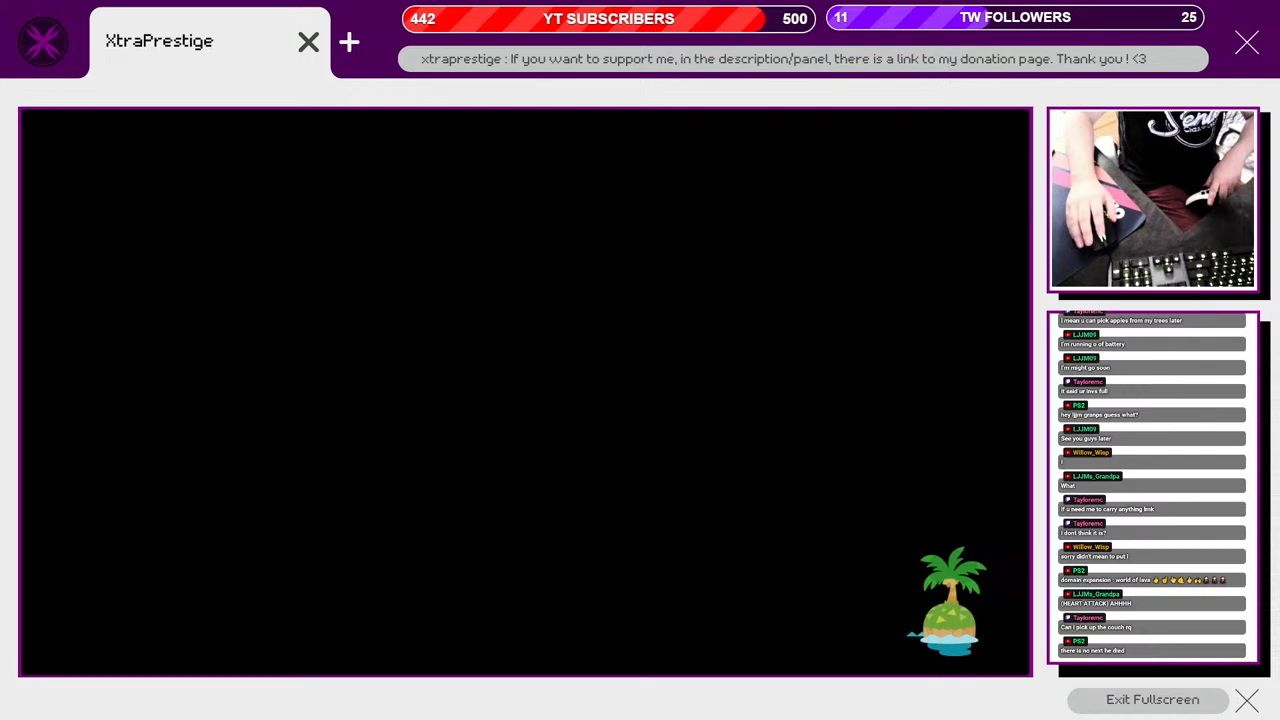 XtraPrestige
442 YT SUBSCRIBERS 500
11 TW FOLLOWERS 25
xtraprestige : If you want to support me, in the description/panel, there is a link to my donation page. Thank you ! <3
Tayloremc
I mean u can pick apples from my trees later
LJJM09
I'm running o of battery
LJJM09
I'm might go soon
Tayloremc
it said ur invs full
PS2
hey ljjm granpa guess what?
LJJM09
See you guys later
Willow_Wisp
I
LJJMs_Grandpa
What
Tayloremc
If u need me to carry anything lmk
Tayloremc
I dont think it is?
Willow_Wisp
sorry didn't mean to put I
PS2
domain expansion : world of lava
LJJMs_Grandpa
(HEART ATTACK) AHHHH
Tayloremc
Can I pick up the couch rq
PS2
there is no next he died
Exit Fullscreen